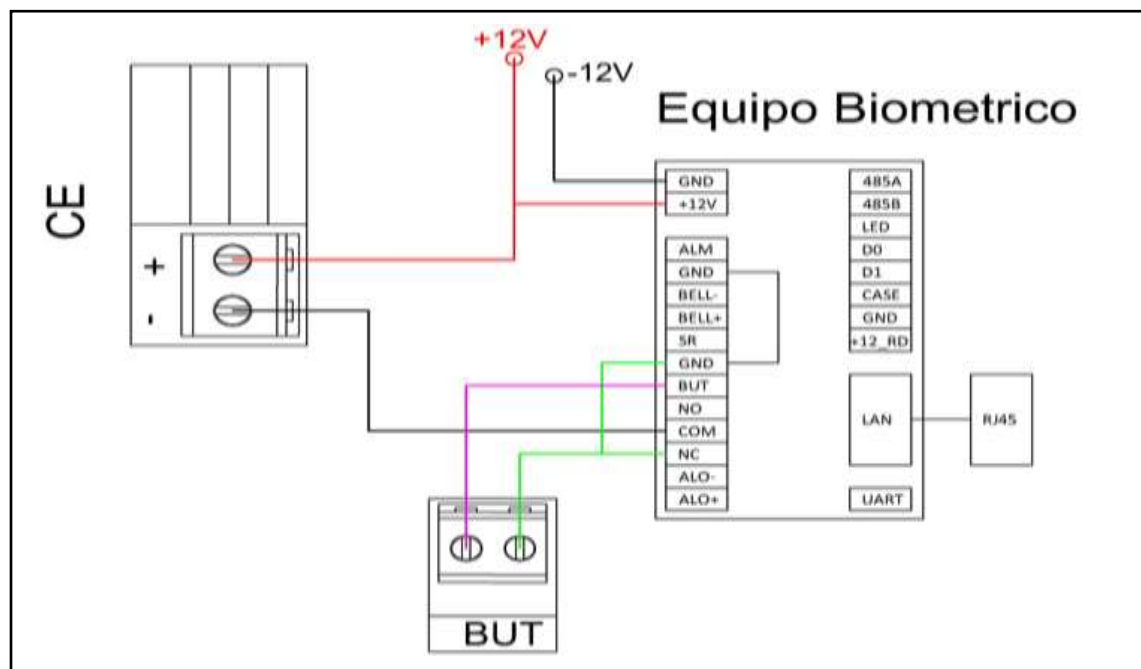 +12V
-12V
Equipo Biometrico
CE
+
-
GND
+12V
ALM
GND
BELL-
BELL+
SR
GND
BUT
NO
COM
NC
ALO-
ALO+
485A
485B
LED
D0
D1
CASE
GND
+12_RD
LAN
RJ45
UART
BUT